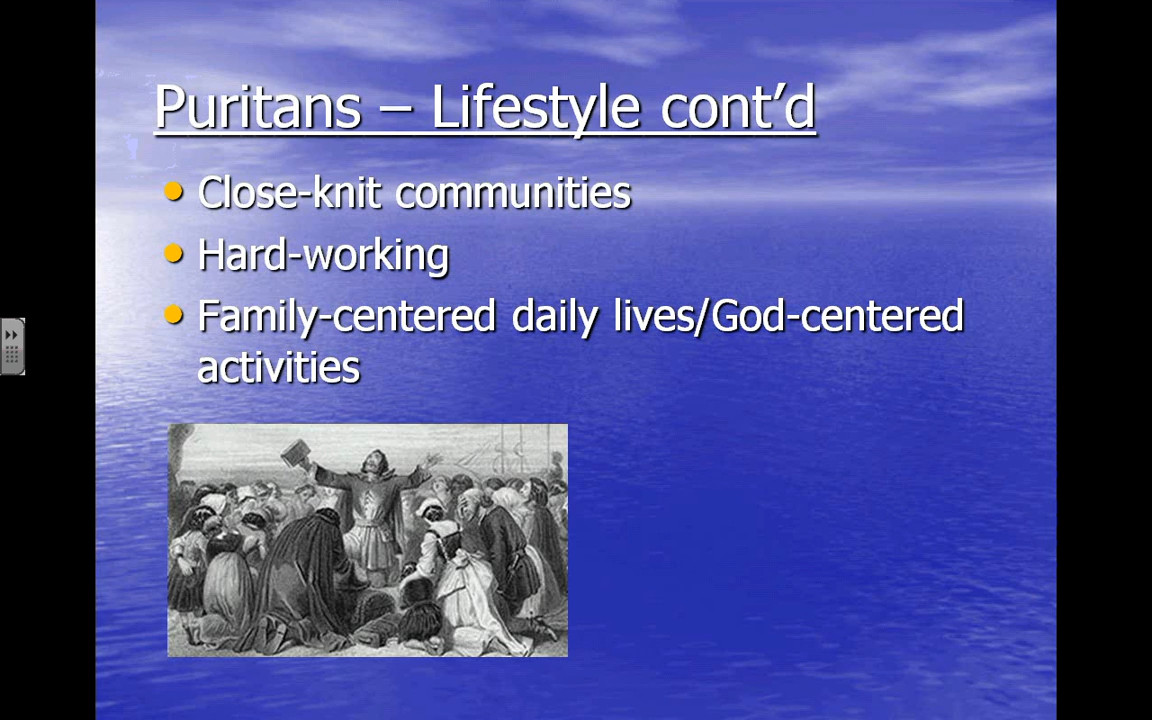 Puritans – Lifestyle cont’d
• Close-knit communities
• Hard-working
• Family-centered daily lives/God-centered
activities